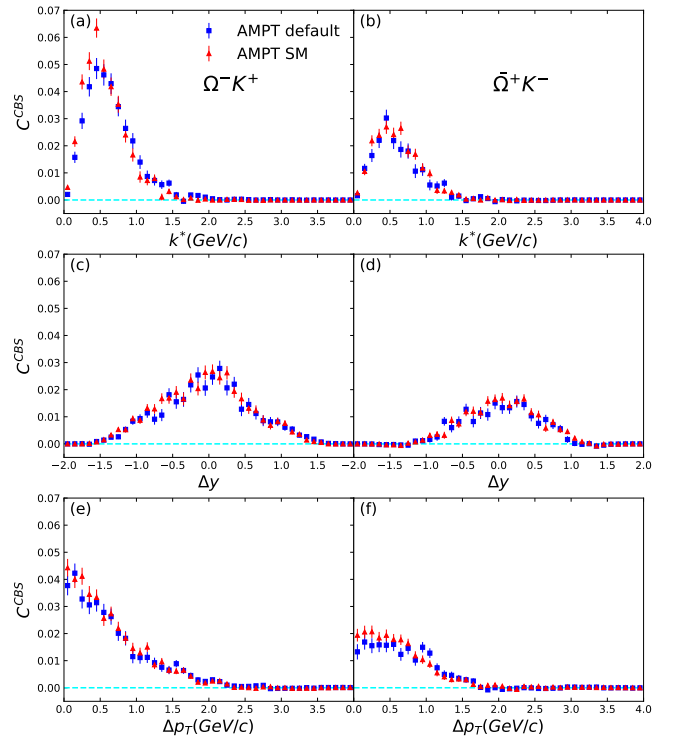 (a)
AMPT default
AMPT SM
Ω⁻K⁺
C^{CBS}
0.07
0.06
0.05
0.04
0.03
0.02
0.01
0.00
0.0 0.5 1.0 1.5 2.0 2.5 3.0 3.5 4.0
k*(GeV/c)
(b)
Ω̄⁺K⁻
0.5 1.0 1.5 2.0 2.5 3.0 3.5 4.0
k*(GeV/c)
(c)
C^{CBS}
0.07
0.06
0.05
0.04
0.03
0.02
0.01
0.00
−2.0 −1.5 −1.0 −0.5 0.0 0.5 1.0 1.5
Δy
(d)
−2.0 −1.5 −1.0 −0.5 0.0 0.5 1.0 1.5 2.0
Δy
(e)
C^{CBS}
0.07
0.06
0.05
0.04
0.03
0.02
0.01
0.00
0.0 0.5 1.0 1.5 2.0 2.5 3.0 3.5 4.0
Δp_T(GeV/c)
(f)
0.5 1.0 1.5 2.0 2.5 3.0 3.5 4.0
Δp_T(GeV/c)